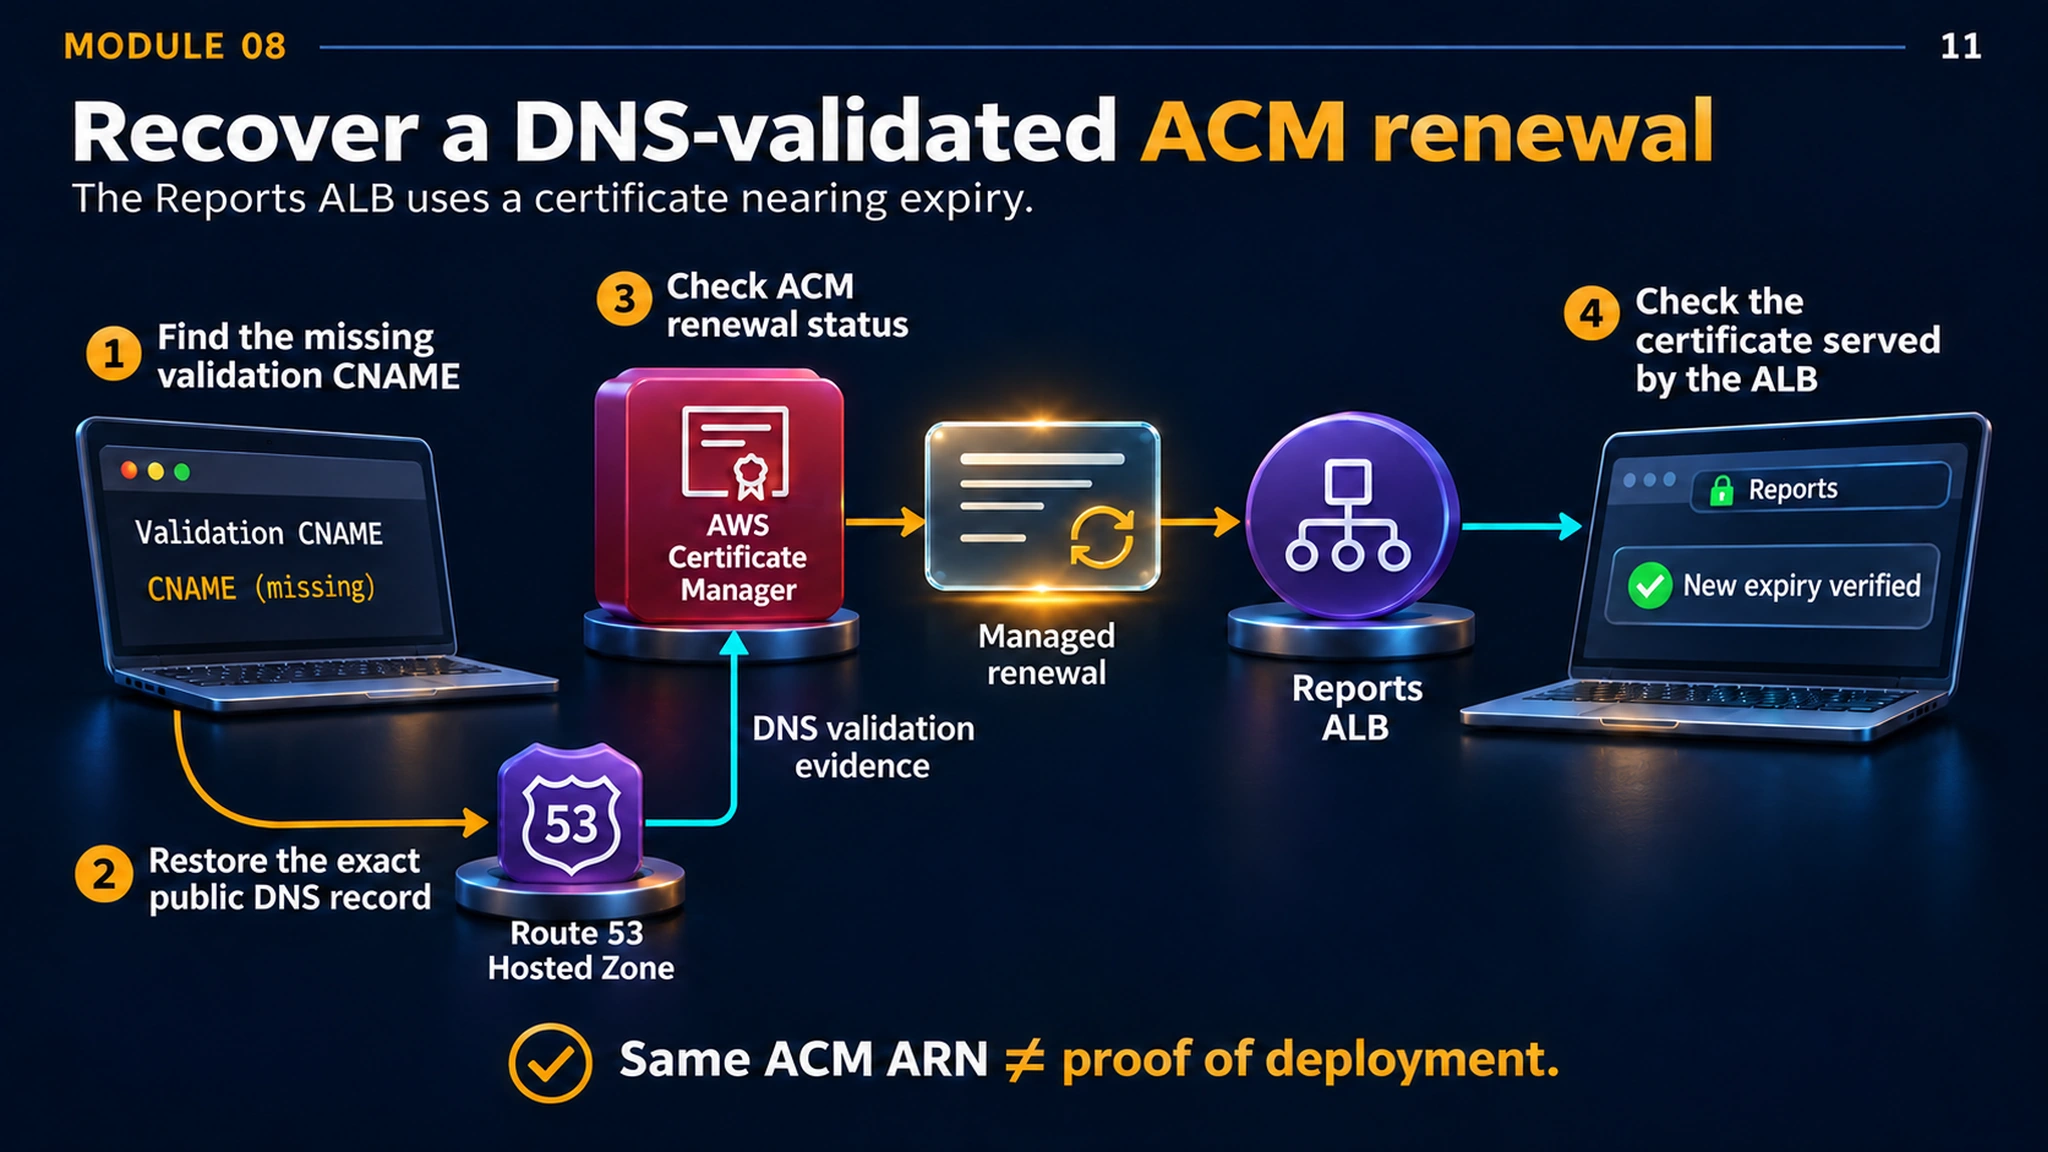 MODULE 08
11
Recover a DNS-validated ACM renewal
The Reports ALB uses a certificate nearing expiry.
1
Find the missing
validation CNAME
Validation CNAME
CNAME (missing)
2
Restore the exact
public DNS record
53
Route 53
Hosted Zone
DNS validation
evidence
3
Check ACM
renewal status
AWS
Certificate
Manager
Managed
renewal
Reports
ALB
4
Check the
certificate served
by the ALB
Reports
New expiry verified
Same ACM ARN ≠ proof of deployment.